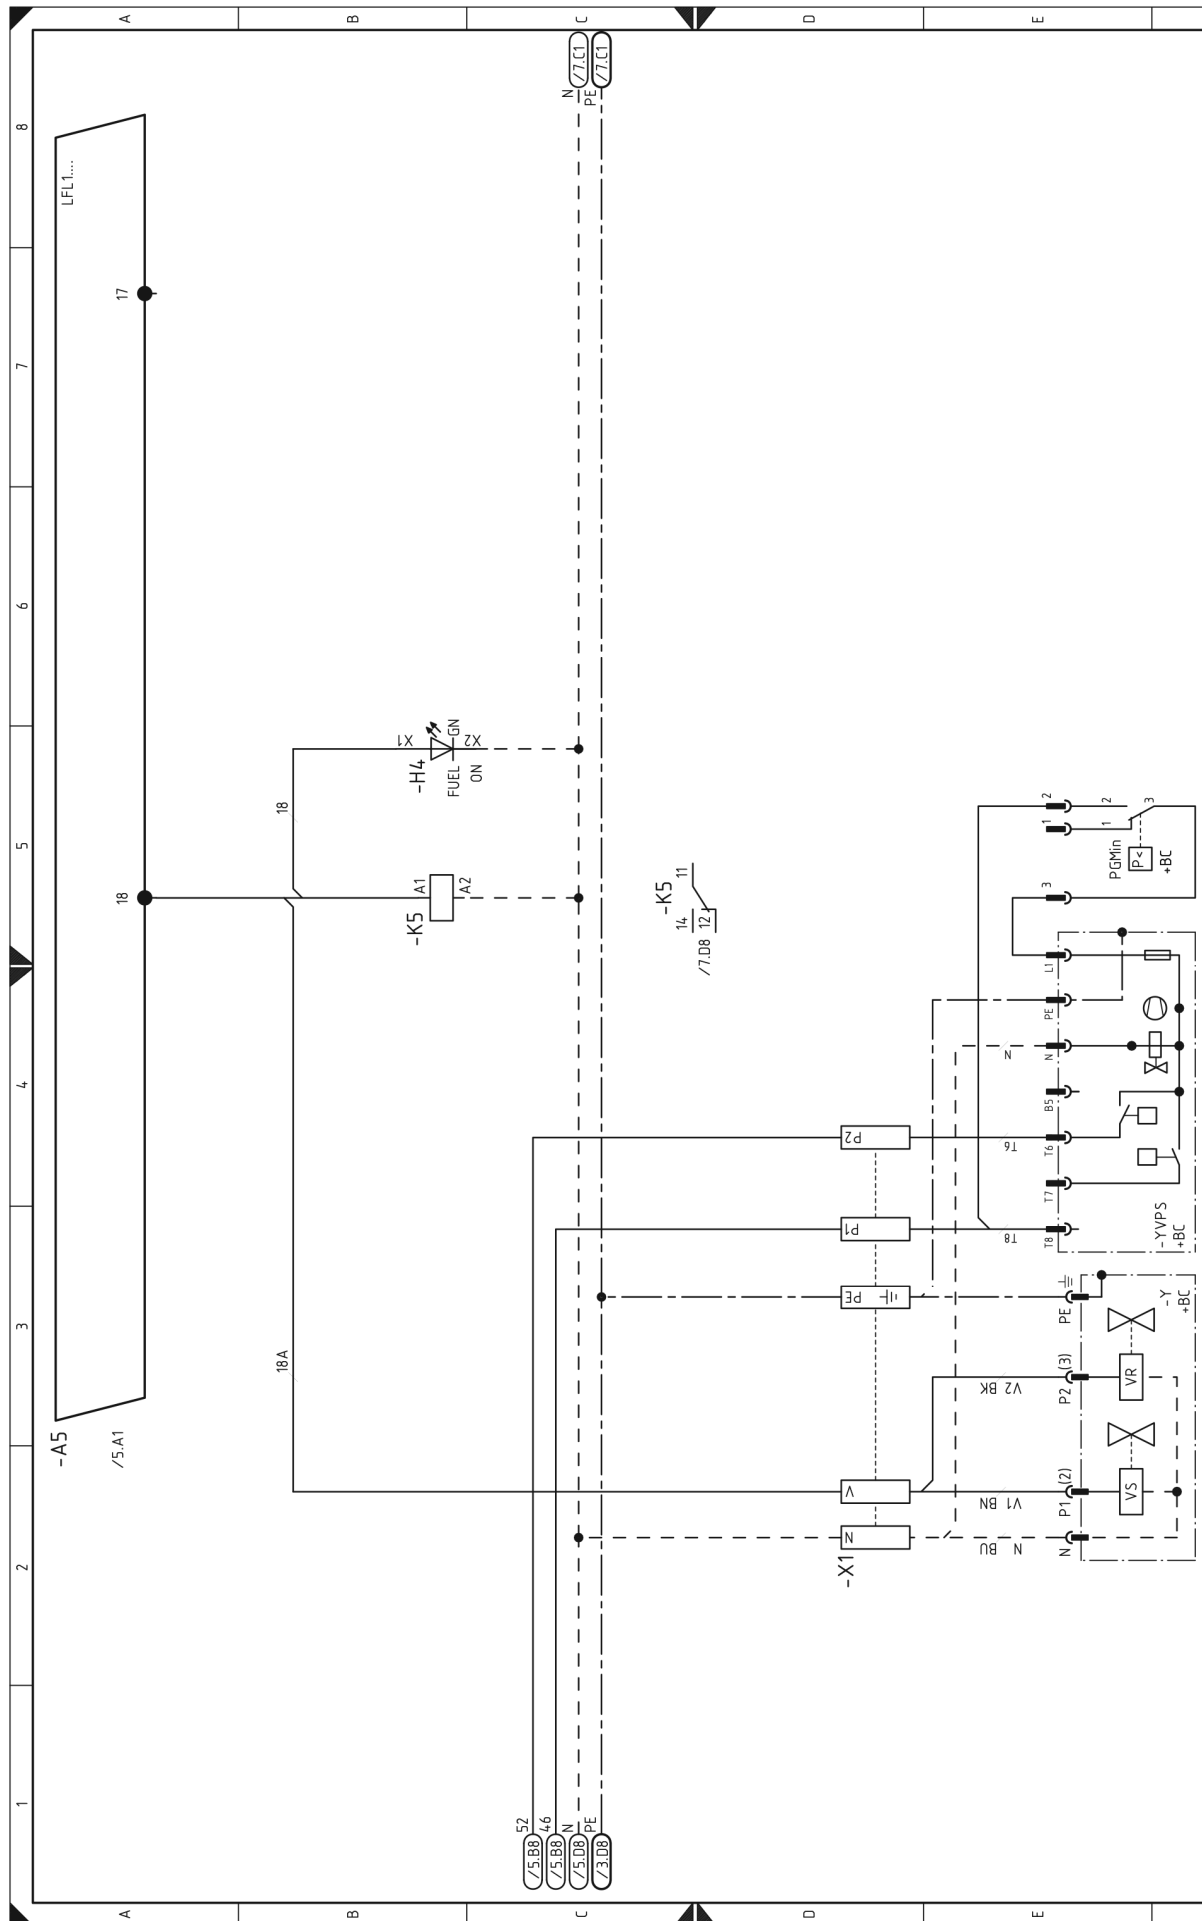 A
B
C
D
E
8
7
6
5
4
3
2
1
A
B
C
D
E
-A5
/5.A1
LFL1....
17
18
18
18A
-H4
X1
X2
FUEL
ON
GN
-K5
A1
A2
-K5
11
14
12
/7.D8
N
/7.C1
PE
/7.C1
52
/5.B8
46
/5.B8
N
/5.D8
PE
/3.D8
-X1
N
V
PE
P1
P2
N BU
V1 BN
V2 BK
T8
T6
N
N
P1 (2)
P2 (3)
PE
VS
VR
-Y
+BC
T8
T7
T6
B5
N
PE
L1
3
1
2
-YVPS
+BC
1
2
3
PGMin
P<
+BC